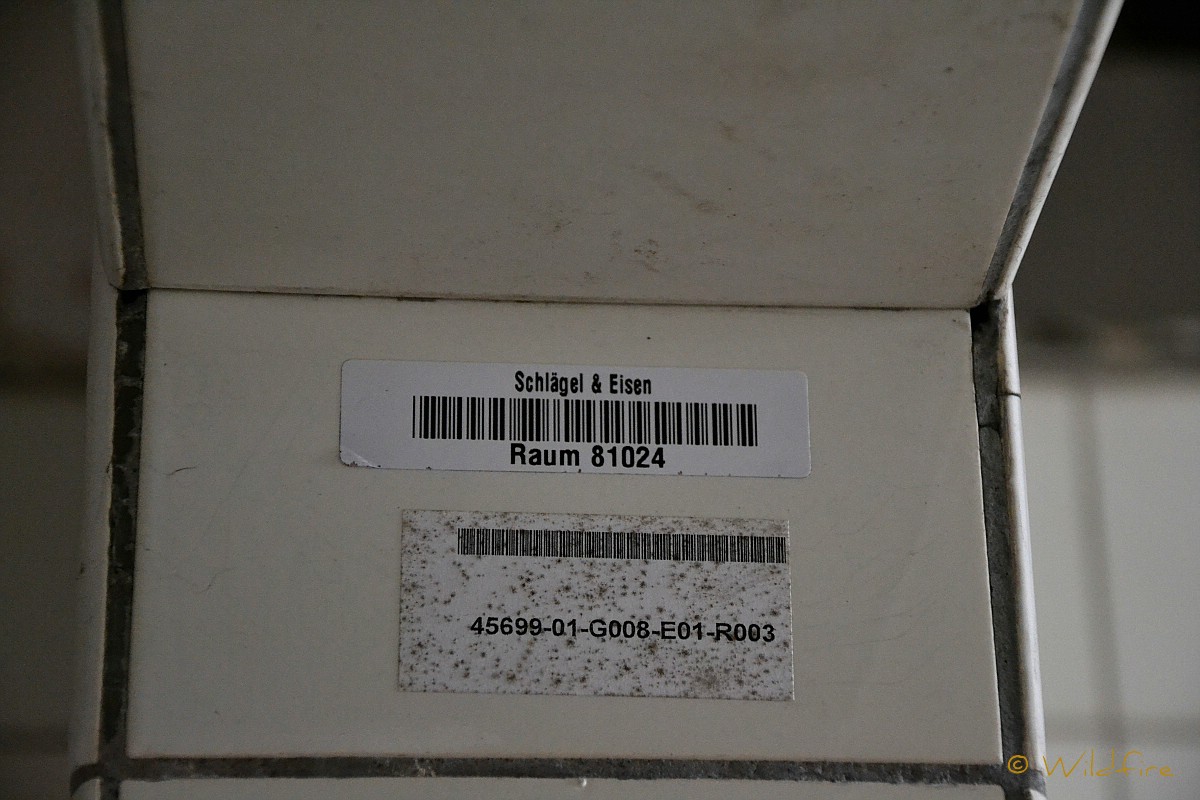 Schlägel & Eisen
Raum 81024
45699-01-G008-E01-R003
© Wildfire